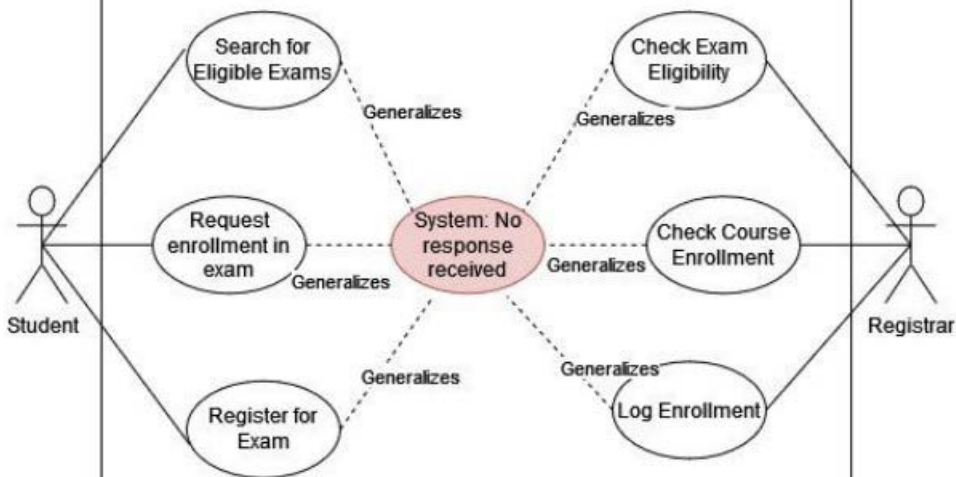 Search for
Eligible Exams
Check Exam
Eligibility
Generalizes
Generalizes
Request
enrollment in
exam
System: No
response
received
Check Course
Enrollment
Generalizes
Generalizes
Student
Registrar
Generalizes
Generalizes
Register for
Exam
Log Enrollment